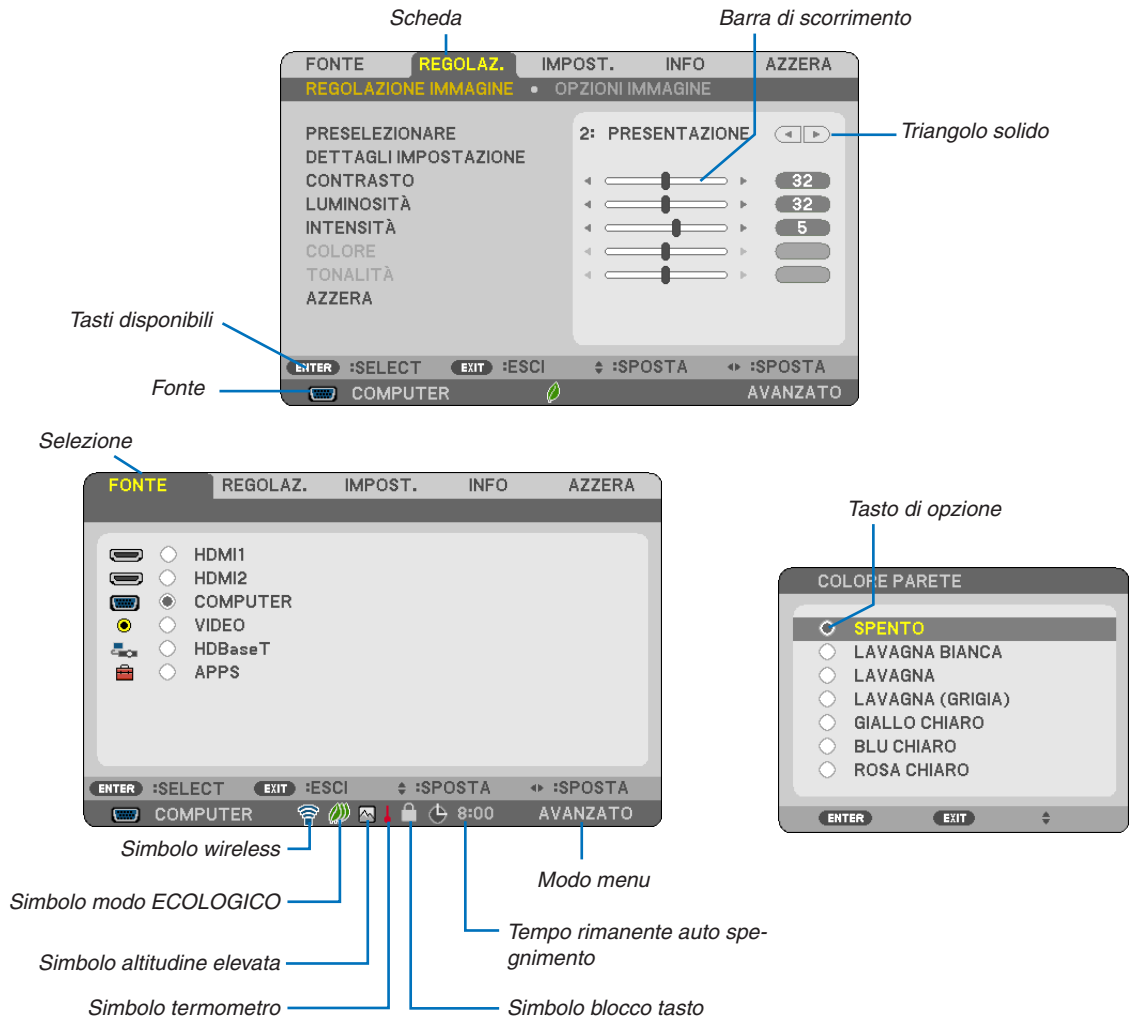 Scheda
Barra di scorrimento
FONTE REGOLAZ. IMPOST. INFO AZZERA
REGOLAZIONE IMMAGINE • OPZIONI IMMAGINE
PRESELEZIONARE 2: PRESENTAZIONE
Triangolo solido
DETTAGLI IMPOSTAZIONE
CONTRASTO 32
LUMINOSITÀ 32
INTENSITÀ 5
COLORE
TONALITÀ
AZZERA
Tasti disponibili
ENTER :SELECT EXIT :ESCI :SPOSTA :SPOSTA
Fonte
COMPUTER AVANZATO
Selezione
FONTE REGOLAZ. IMPOST. INFO AZZERA
HDMI1
HDMI2
COMPUTER
VIDEO
HDBaseT
APPS
ENTER :SELECT EXIT :ESCI :SPOSTA :SPOSTA
COMPUTER 8:00 AVANZATO
Simbolo wireless
Modo menu
Simbolo modo ECOLOGICO
Tempo rimanente auto spe-
gnimento
Simbolo altitudine elevata
Simbolo termometro
Simbolo blocco tasto
Tasto di opzione
COLORE PARETE
SPENTO
LAVAGNA BIANCA
LAVAGNA
LAVAGNA (GRIGIA)
GIALLO CHIARO
BLU CHIARO
ROSA CHIARO
ENTER EXIT